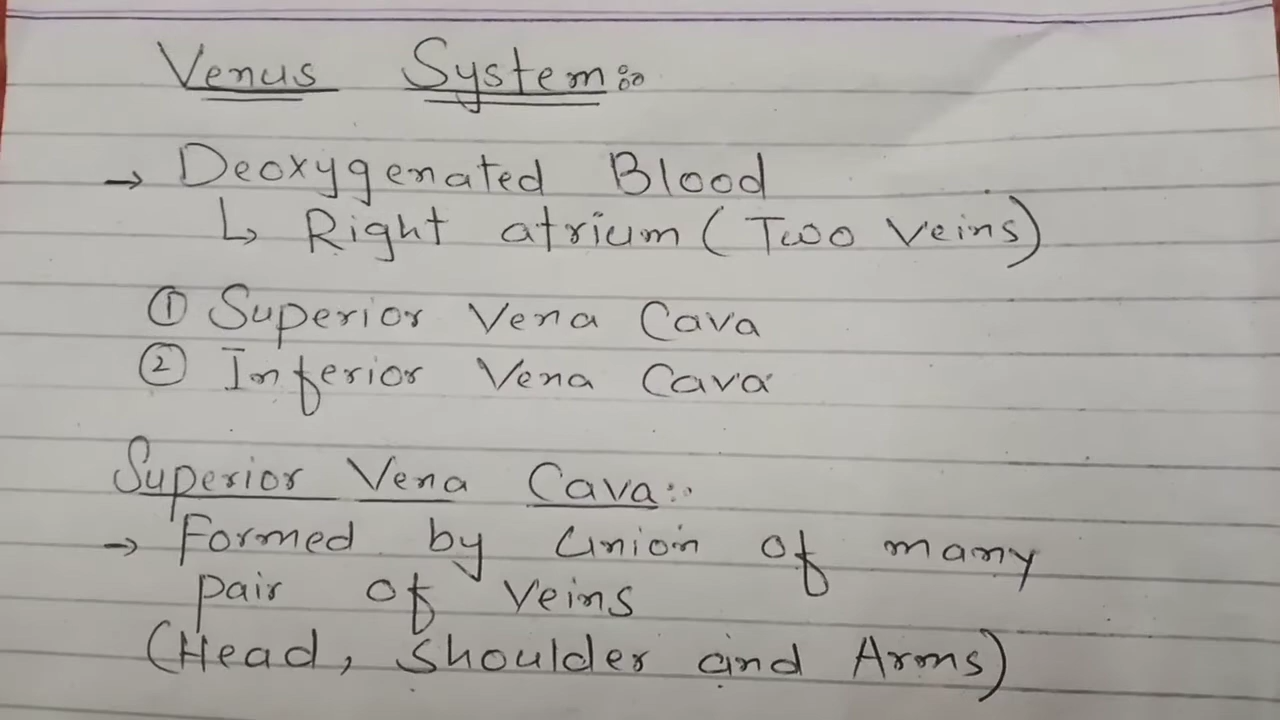 Venus System:
→ Deoxygenated Blood
↳ Right atrium (Two Veins)
① Superior Vena Cava
② Inferior Vena Cava
Superior Vena Cava:
→ Formed by Union of many
pair of Veins
(Head, shoulder and Arms)